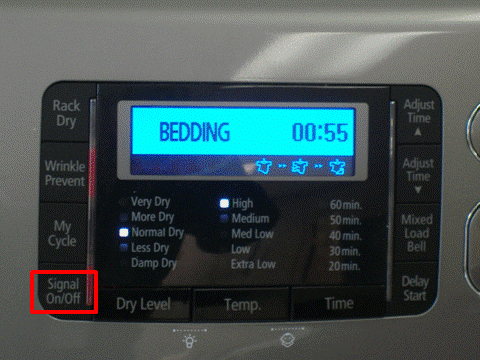 Rack
Dry
Wrinkle
Prevent
My
Cycle
Signal
On/Off
BEDDING 00:55
Very Dry
More Dry
Normal Dry
Less Dry
Damp Dry
High
Medium
Med Low
Low
Extra Low
60 min.
50 min.
40 min.
30 min.
20 min.
Dry Level
Temp.
Time
Adjust
Time
Adjust
Time
Mixed
Load
Bell
Delay
Start